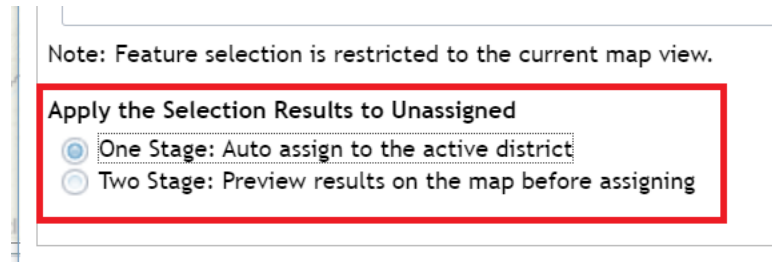 Note: Feature selection is restricted to the current map view.
Apply the Selection Results to Unassigned
One Stage: Auto assign to the active district
Two Stage: Preview results on the map before assigning